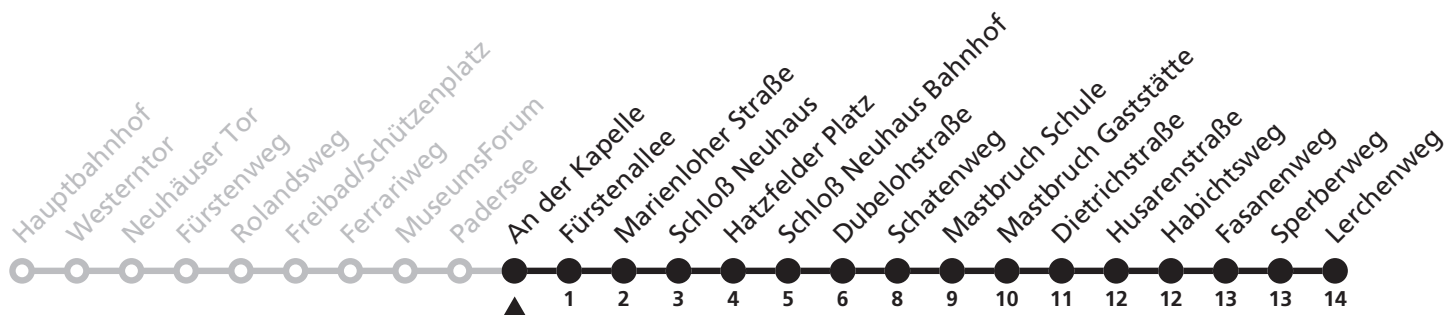 Hauptbahnhof
Westerntor
Neuhäuser Tor
Fürstenweg
Rolandsweg
Freibad/Schützenplatz
Ferrariweg
MuseumsForum
Padersee
An der Kapelle
Fürstenallee
Marienloher Straße
Schloß Neuhaus
Hatzfelder Platz
Schloß Neuhaus Bahnhof
Dubelohstraße
Schatenweg
Mastbruch Schule
Mastbruch Gaststätte
Dietrichstraße
Husarenstraße
Habichtsweg
Fasanenweg
Sperberweg
Lerchenweg
1 2 3 4 5 6 8 9 10 11 12 12 13 13 14